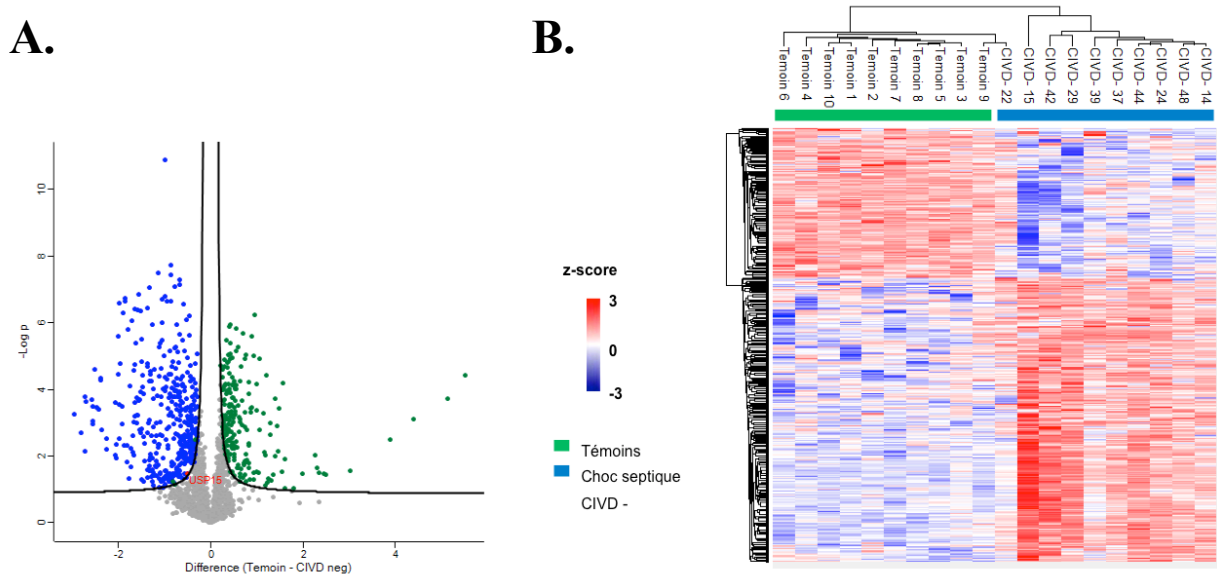 A.
B.
Temoin 6
Temoin 4
Temoin 10
Temoin 1
Temoin 2
Temoin 7
Temoin 8
Temoin 5
Temoin 3
Temoin 9
CIVD- 22
CIVD- 15
CIVD- 42
CIVD- 29
CIVD- 39
CIVD- 37
CIVD- 44
CIVD- 24
CIVD- 48
CIVD- 14
-Log p
10
8
6
4
2
0
USP15
-2
0
2
4
Difference (Temoin - CIVD neg)
z-score
3
0
-3
Témoins
Choc septique
CIVD -